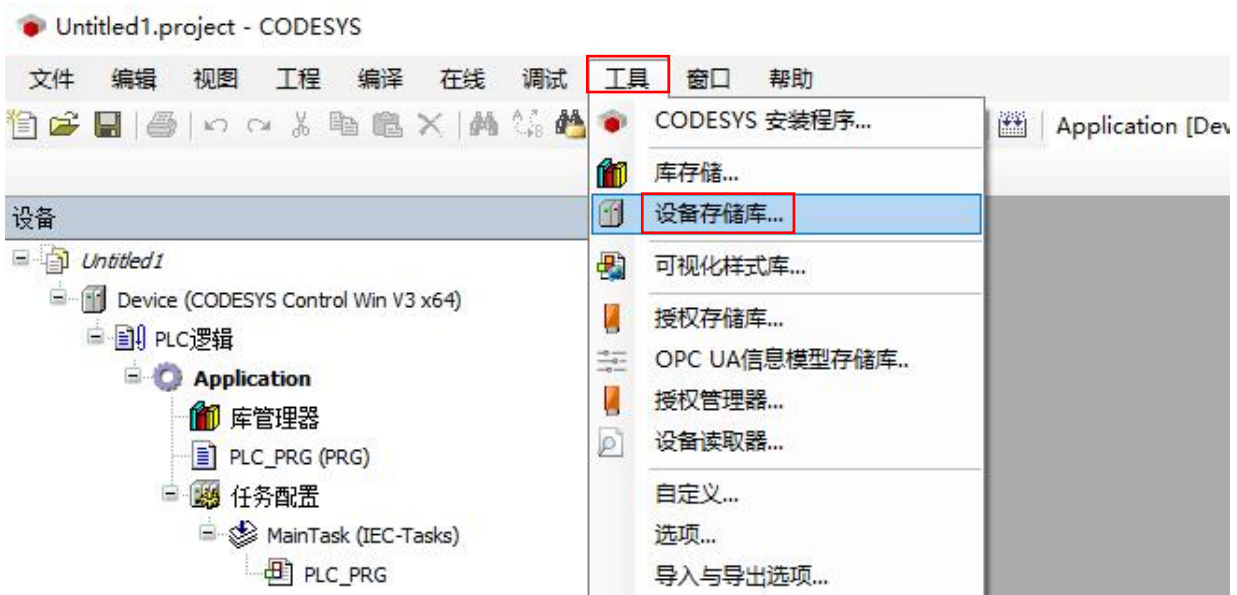 Untitled1.project - CODESYS
文件 编辑 视图 工程 编译 在线 调试 工具 窗口 帮助
CODESYS 安装程序...
Application [Dev
库存储...
设备存储库...
设备
Untitled1
可视化样式库...
Device (CODESYS Control Win V3 x64)
授权存储库...
PLC逻辑
OPC UA信息模型存储库..
Application
授权管理器...
库管理器
设备读取器...
PLC_PRG (PRG)
自定义...
任务配置
选项...
MainTask (IEC-Tasks)
导入与导出选项...
PLC_PRG